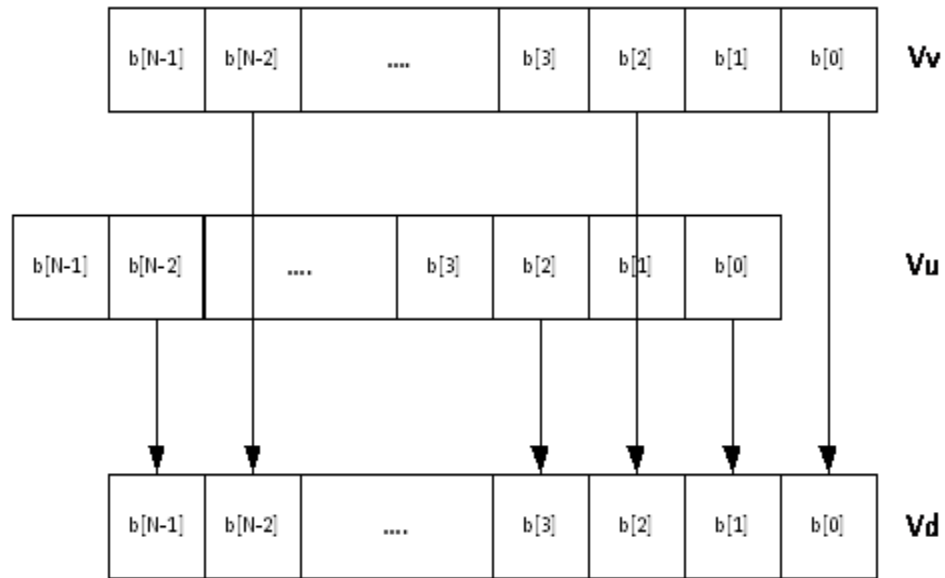 b[N-1] b[N-2] .... b[3] b[2] b[1] b[0] Vv
b[N-1] b[N-2] .... b[3] b[2] b[1] b[0] Vu
b[N-1] b[N-2] .... b[3] b[2] b[1] b[0] Vd